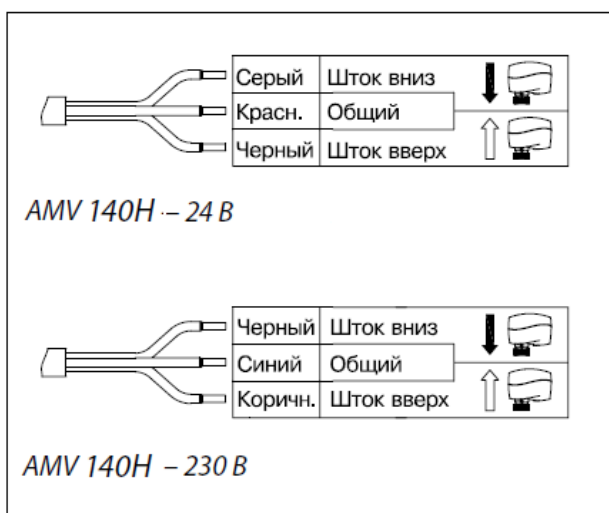 Серый Шток вниз
Красн. Общий
Черный Шток вверх
AMV 140H – 24 В
Черный Шток вниз
Синий Общий
Коричн. Шток вверх
AMV 140H – 230 В